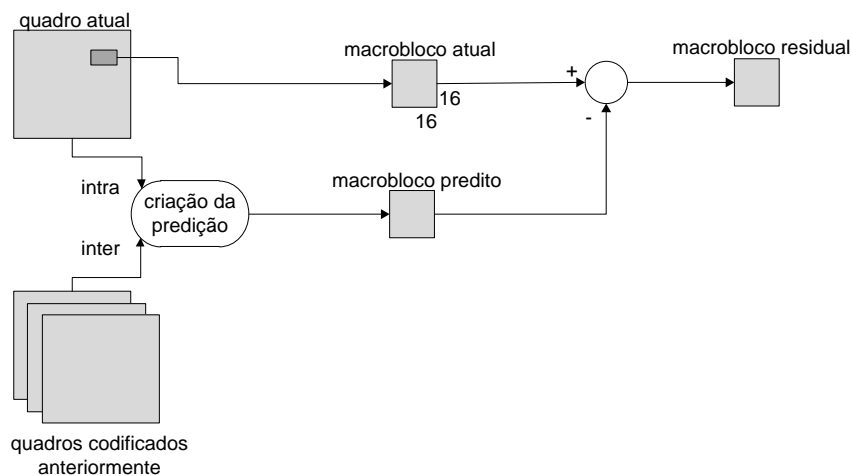 quadro atual
macrobloco atual
macrobloco residual
+
16
16
-
macrobloco predito
intra
criação da
predição
inter
quadros codificados
anteriormente